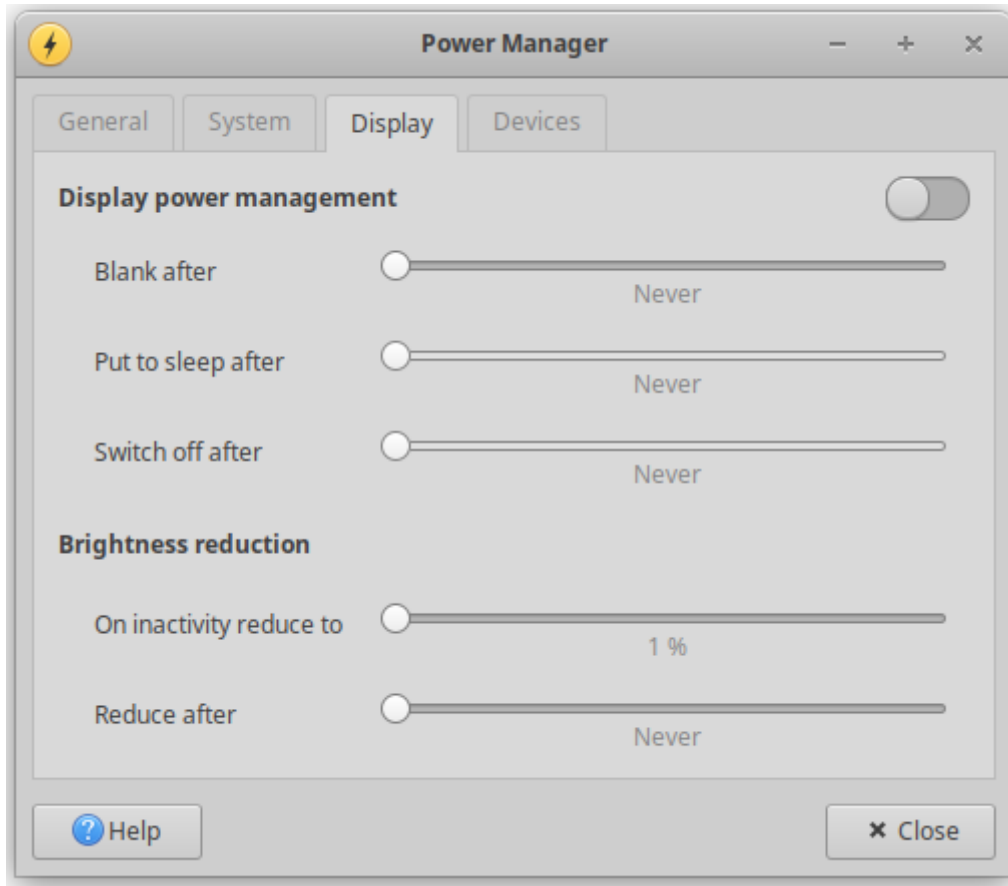 Power Manager
General System Display Devices
Display power management
Blank after
Never
Put to sleep after
Never
Switch off after
Never
Brightness reduction
On inactivity reduce to
1 %
Reduce after
Never
Help Close